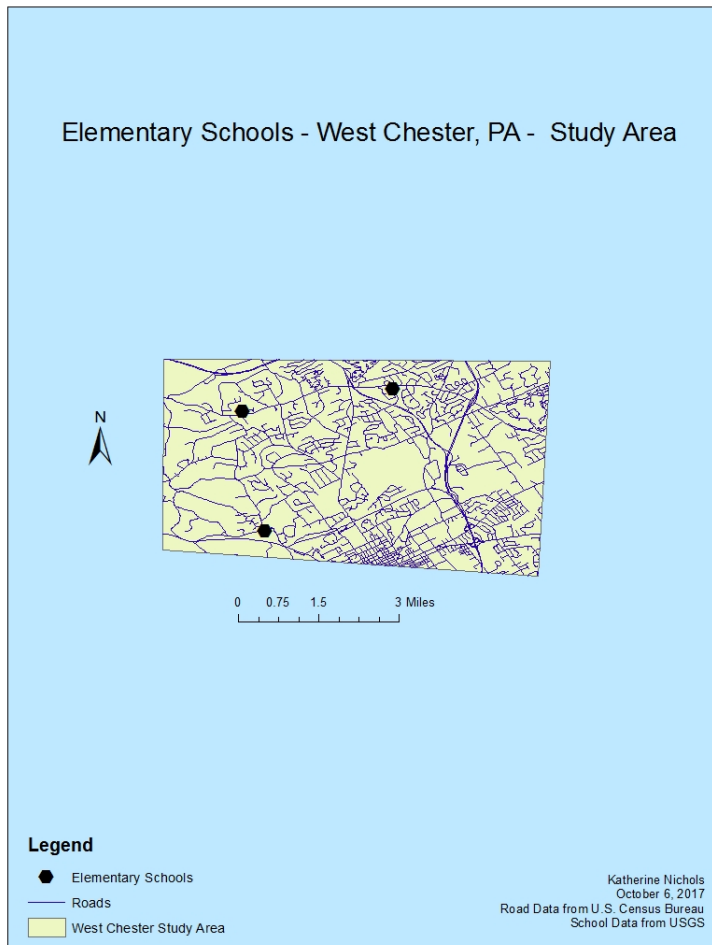 Elementary Schools - West Chester, PA -  Study Area
N
0 0.75 1.5 3 Miles
Legend
Elementary Schools
Roads
West Chester Study Area
Katherine Nichols
October 6, 2017
Road Data from U.S. Census Bureau
School Data from USGS